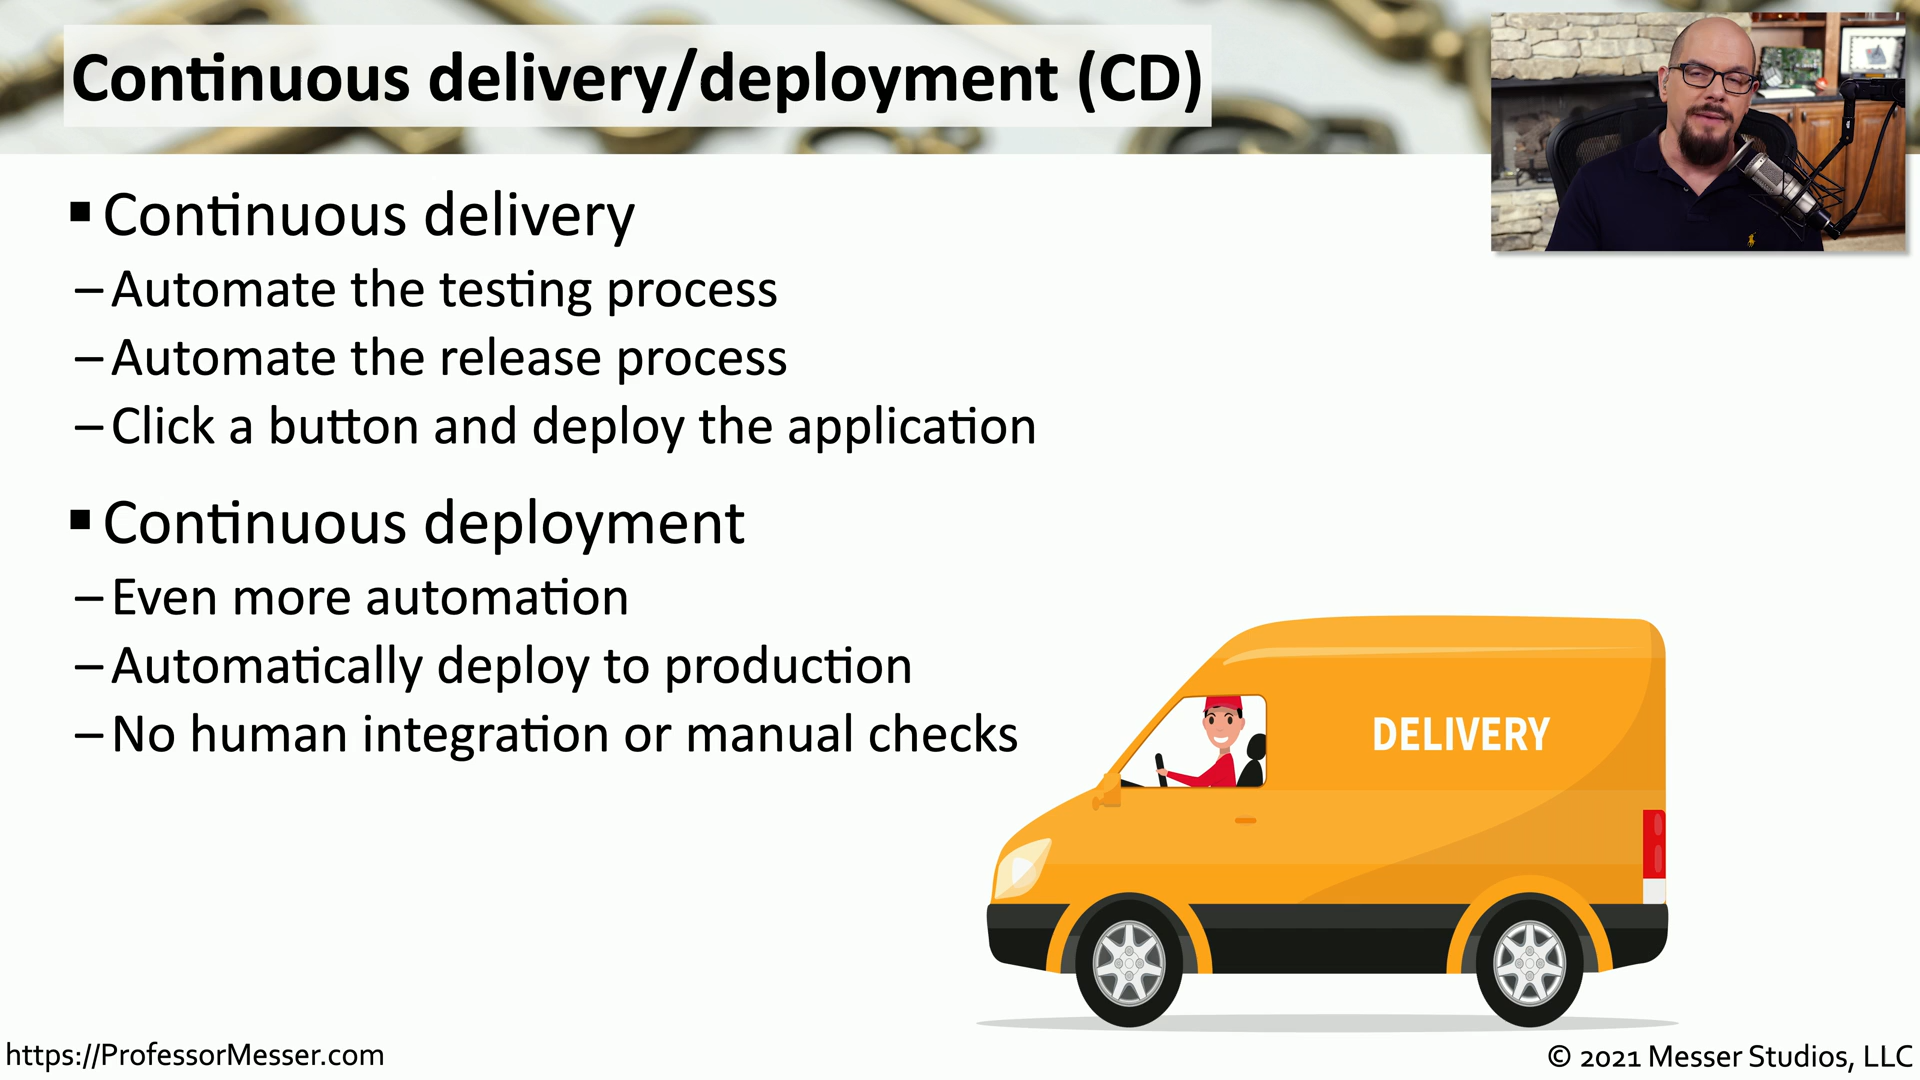 Continuous delivery/deployment (CD)
▪ Continuous delivery
– Automate the testing process
– Automate the release process
– Click a button and deploy the application
▪ Continuous deployment
– Even more automation
– Automatically deploy to production
– No human integration or manual checks
DELIVERY
https://ProfessorMesser.com
© 2021 Messer Studios, LLC